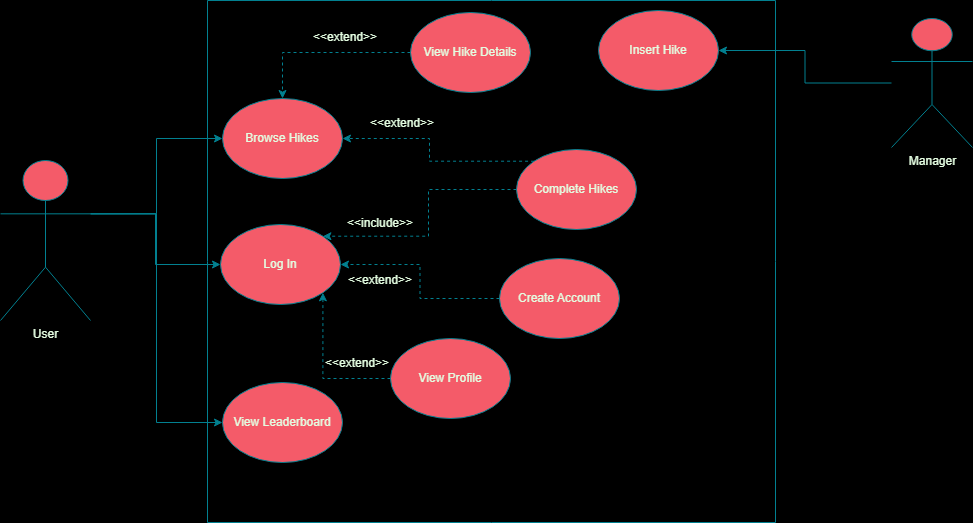 <<extend>>
View Hike Details
Insert Hike
<<extend>>
Browse Hikes
Manager
Complete Hikes
<<include>>
Log In
<<extend>>
Create Account
User
<<extend>>
View Profile
View Leaderboard